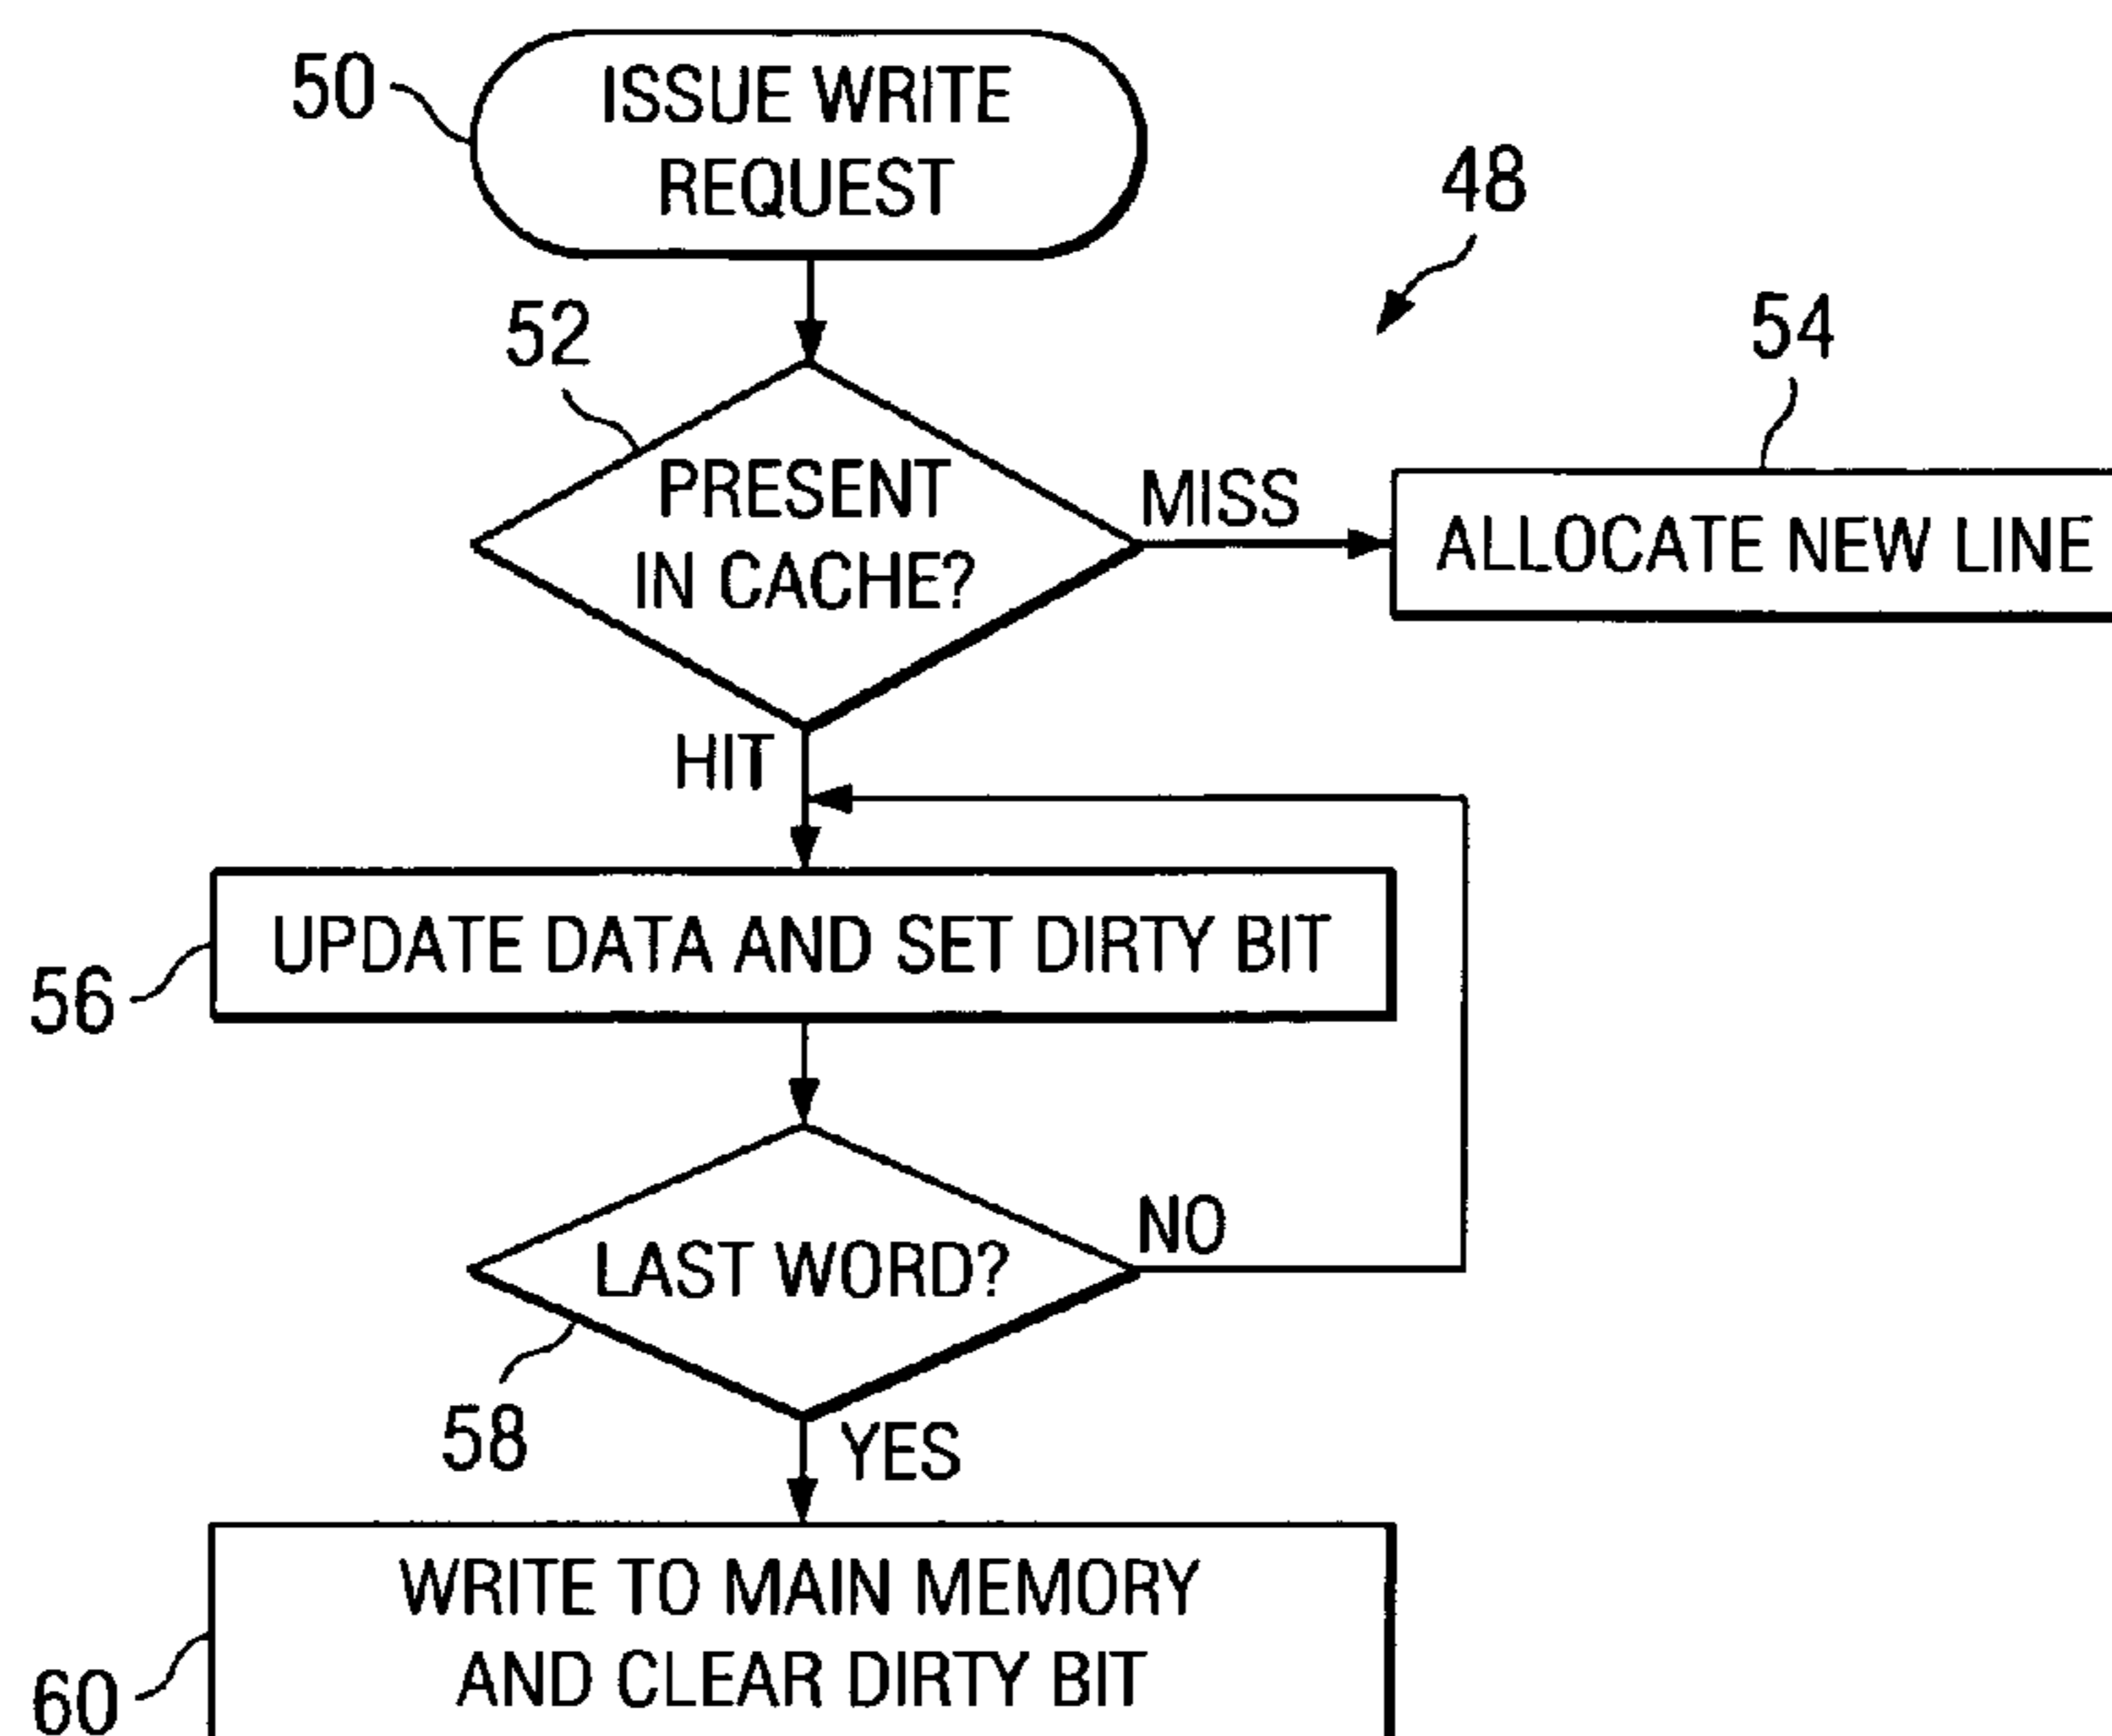 50
ISSUE WRITE
REQUEST
48
52
54
PRESENT
IN CACHE?
MISS
ALLOCATE NEW LINE
HIT
UPDATE DATA AND SET DIRTY BIT
56
LAST WORD?
NO
58
YES
WRITE TO MAIN MEMORY
AND CLEAR DIRTY BIT
60